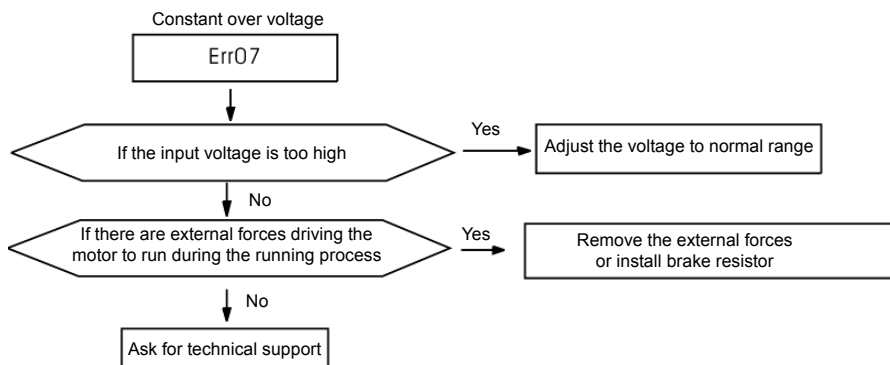 Constant over voltage
Err07
If the input voltage is too high
Yes
Adjust the voltage to normal range
No
If there are external forces driving the
motor to run during the running process
Yes
Remove the external forces
or install brake resistor
No
Ask for technical support